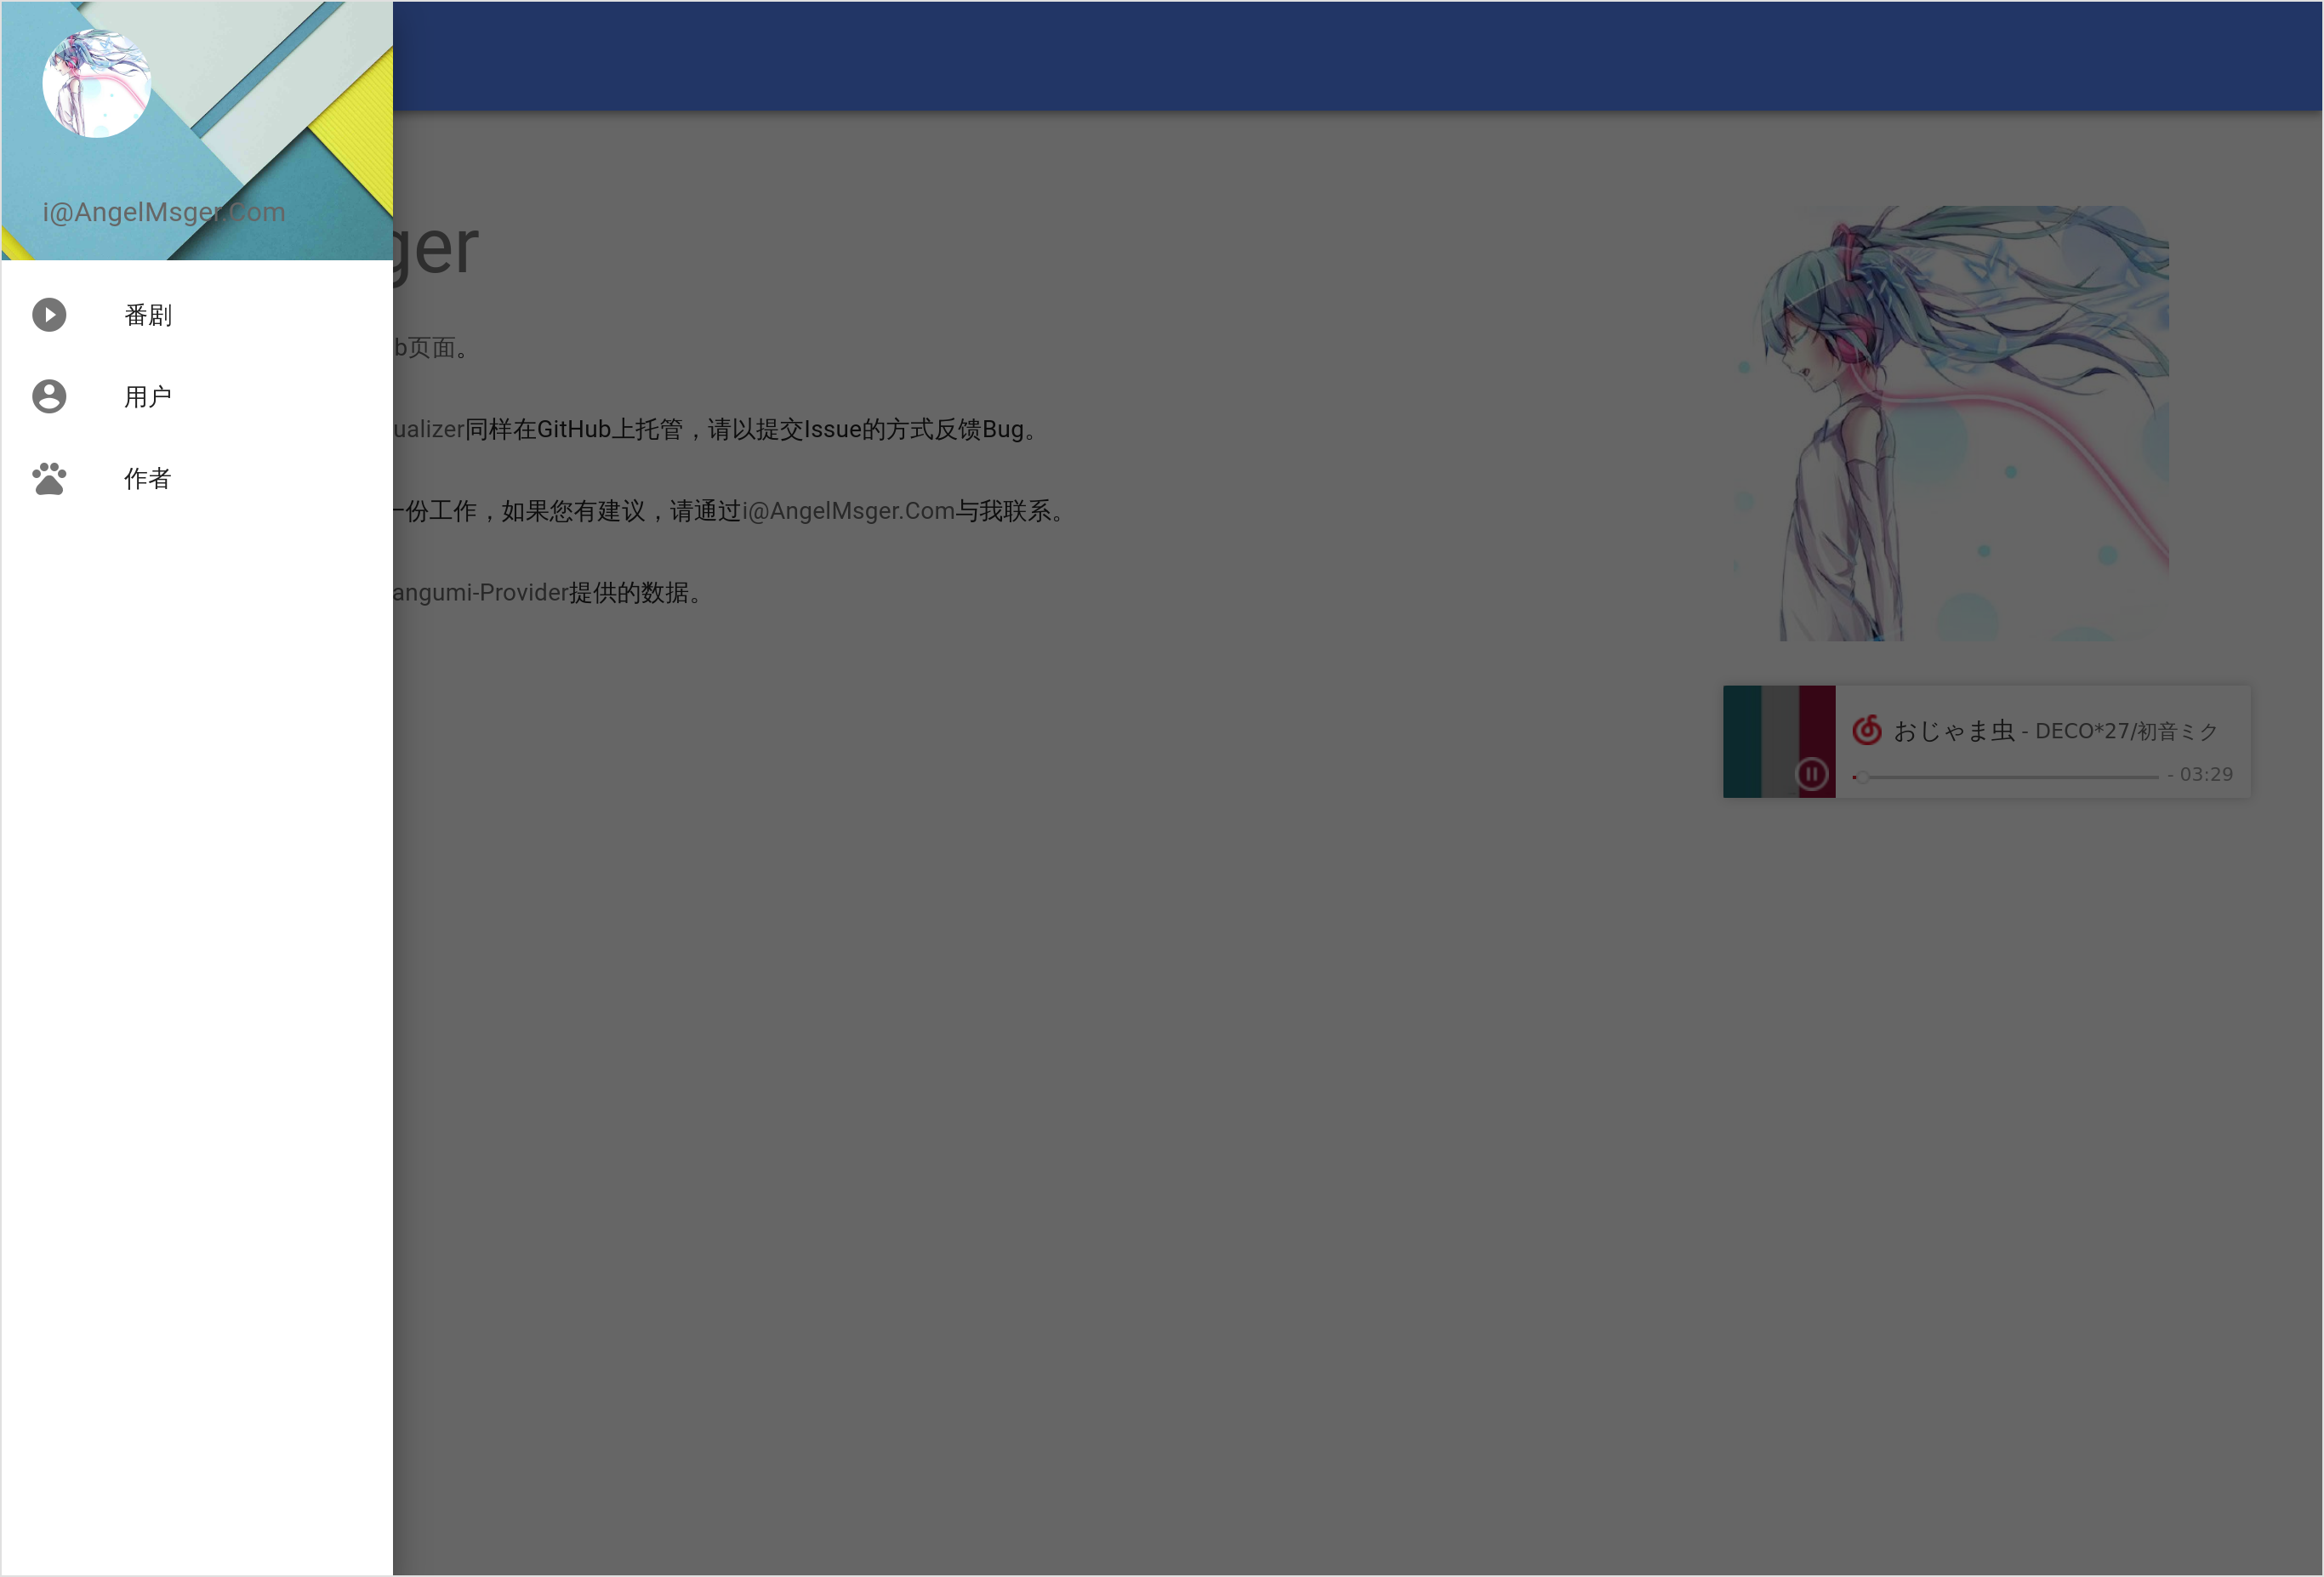 i@AngelMsger.Com
番剧
用户
作者
ger
b页面。
ualizer同样在GitHub上托管，请以提交Issue的方式反馈Bug。
一份工作，如果您有建议，请通过i@AngelMsger.Com与我联系。
angumi-Provider提供的数据。
おじゃま虫 - DECO*27/初音ミク
- 03:29